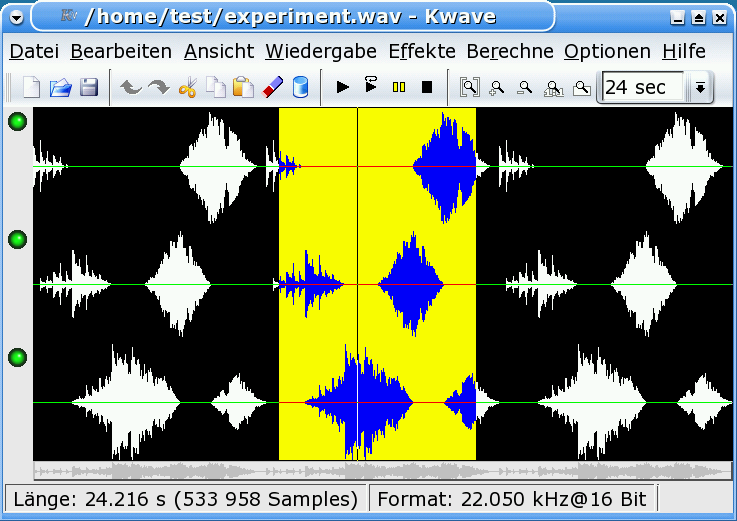 /home/test/experiment.wav - Kwave
Datei Bearbeiten Ansicht Wiedergabe Effekte Berechne Optionen Hilfe
24 sec
Länge: 24.216 s (533 958 Samples) Format: 22.050 kHz@16 Bit